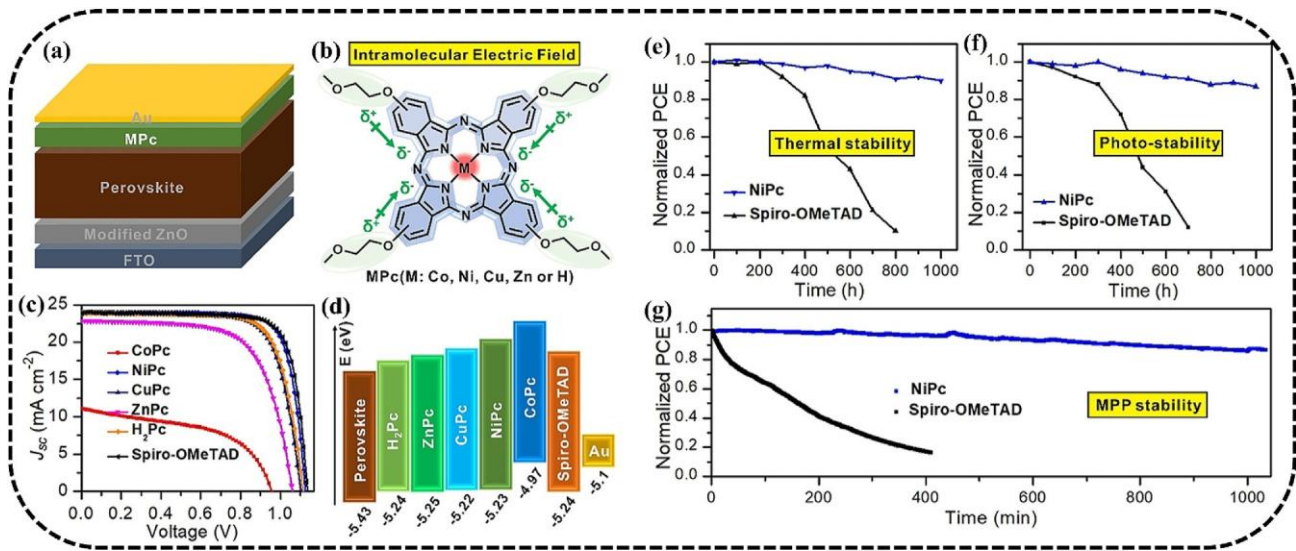 (a)
Au
MPc
Perovskite
Modified ZnO
FTO
(b)
Intramolecular Electric Field
O
O
O
O
δ+
δ+
δ-
δ-
N
N
N
N
M
N
N
N
N
δ-
δ-
δ+
δ+
O
O
O
O
MPc(M: Co, Ni, Cu, Zn or H)
(c)
25
20
15
10
5
0
Jsc (mA cm-2)
CoPc
NiPc
CuPc
ZnPc
H2Pc
Spiro-OMeTAD
0.0 0.2 0.4 0.6 0.8 1.0
Voltage (V)
(d)
E (eV)
Perovskite
H2Pc
ZnPc
CuPc
NiPc
CoPc
Spiro-OMeTAD
Au
-5.43
-5.24
-5.25
-5.22
-5.23
-4.97
-5.24
-5.1
(e)
Normalized PCE
1.0
0.8
0.6
0.4
0.2
0.0
Thermal stability
NiPc
Spiro-OMeTAD
0 200 400 600 800 1000
Time (h)
(f)
Normalized PCE
1.0
0.8
0.6
0.4
0.2
0.0
Photo-stability
NiPc
Spiro-OMeTAD
0 200 400 600 800 1000
Time (h)
(g)
Normalized PCE
1.0
0.8
0.6
0.4
0.2
0.0
NiPc
Spiro-OMeTAD
MPP stability
0 200 400 600 800 1000
Time (min)